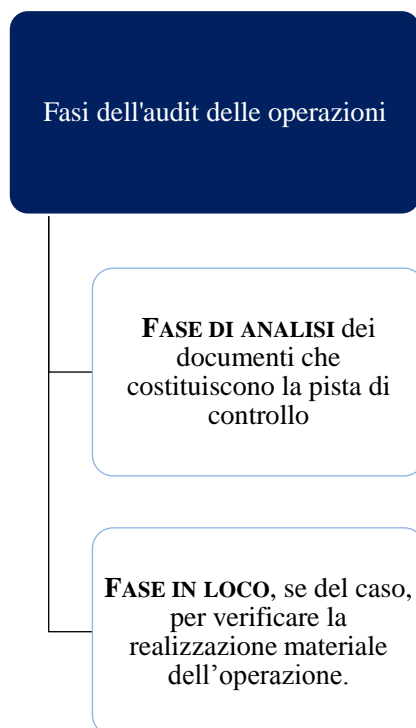 Fasi dell'audit delle operazioni
FASE DI ANALISI dei
documenti che
costituiscono la pista di
controllo
FASE IN LOCO, se del caso,
per verificare la
realizzazione materiale
dell’operazione.